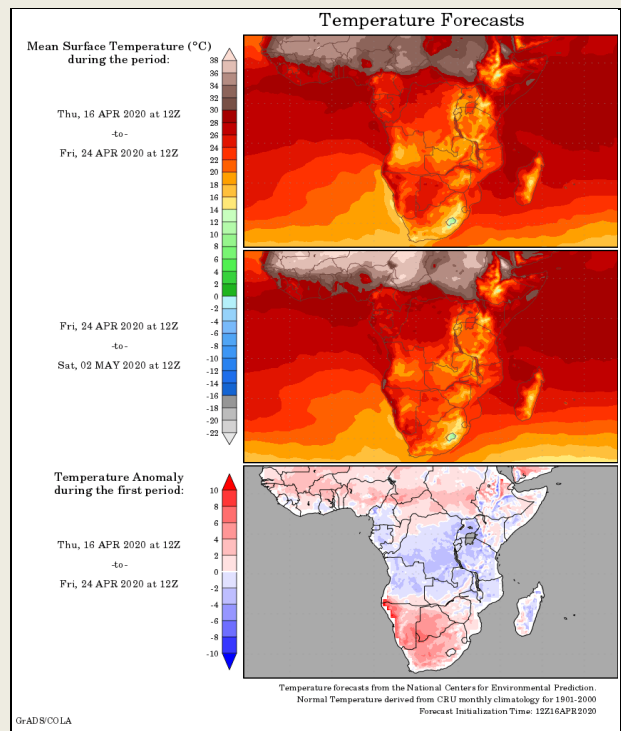 Temperature Forecasts
Mean Surface Temperature (°C)
during the period:
Thu, 16 APR 2020 at 12Z
-to-
Fri, 24 APR 2020 at 12Z
38
36
34
32
30
28
26
24
22
20
18
16
14
12
10
8
6
4
2
0
-2
-4
-6
-8
-10
-12
-14
-16
-18
-20
-22
Fri, 24 APR 2020 at 12Z
-to-
Sat, 02 MAY 2020 at 12Z
Temperature Anomaly
during the first period:
Thu, 16 APR 2020 at 12Z
-to-
Fri, 24 APR 2020 at 12Z
10
8
6
4
2
0
-2
-4
-6
-8
-10
Temperature forecasts from the National Centers for Environmental Prediction.
Normal Temperature derived from CRU monthly climatology for 1901-2000
Forecast Initialization Time: 12Z16APR2020
GrADS/COLA